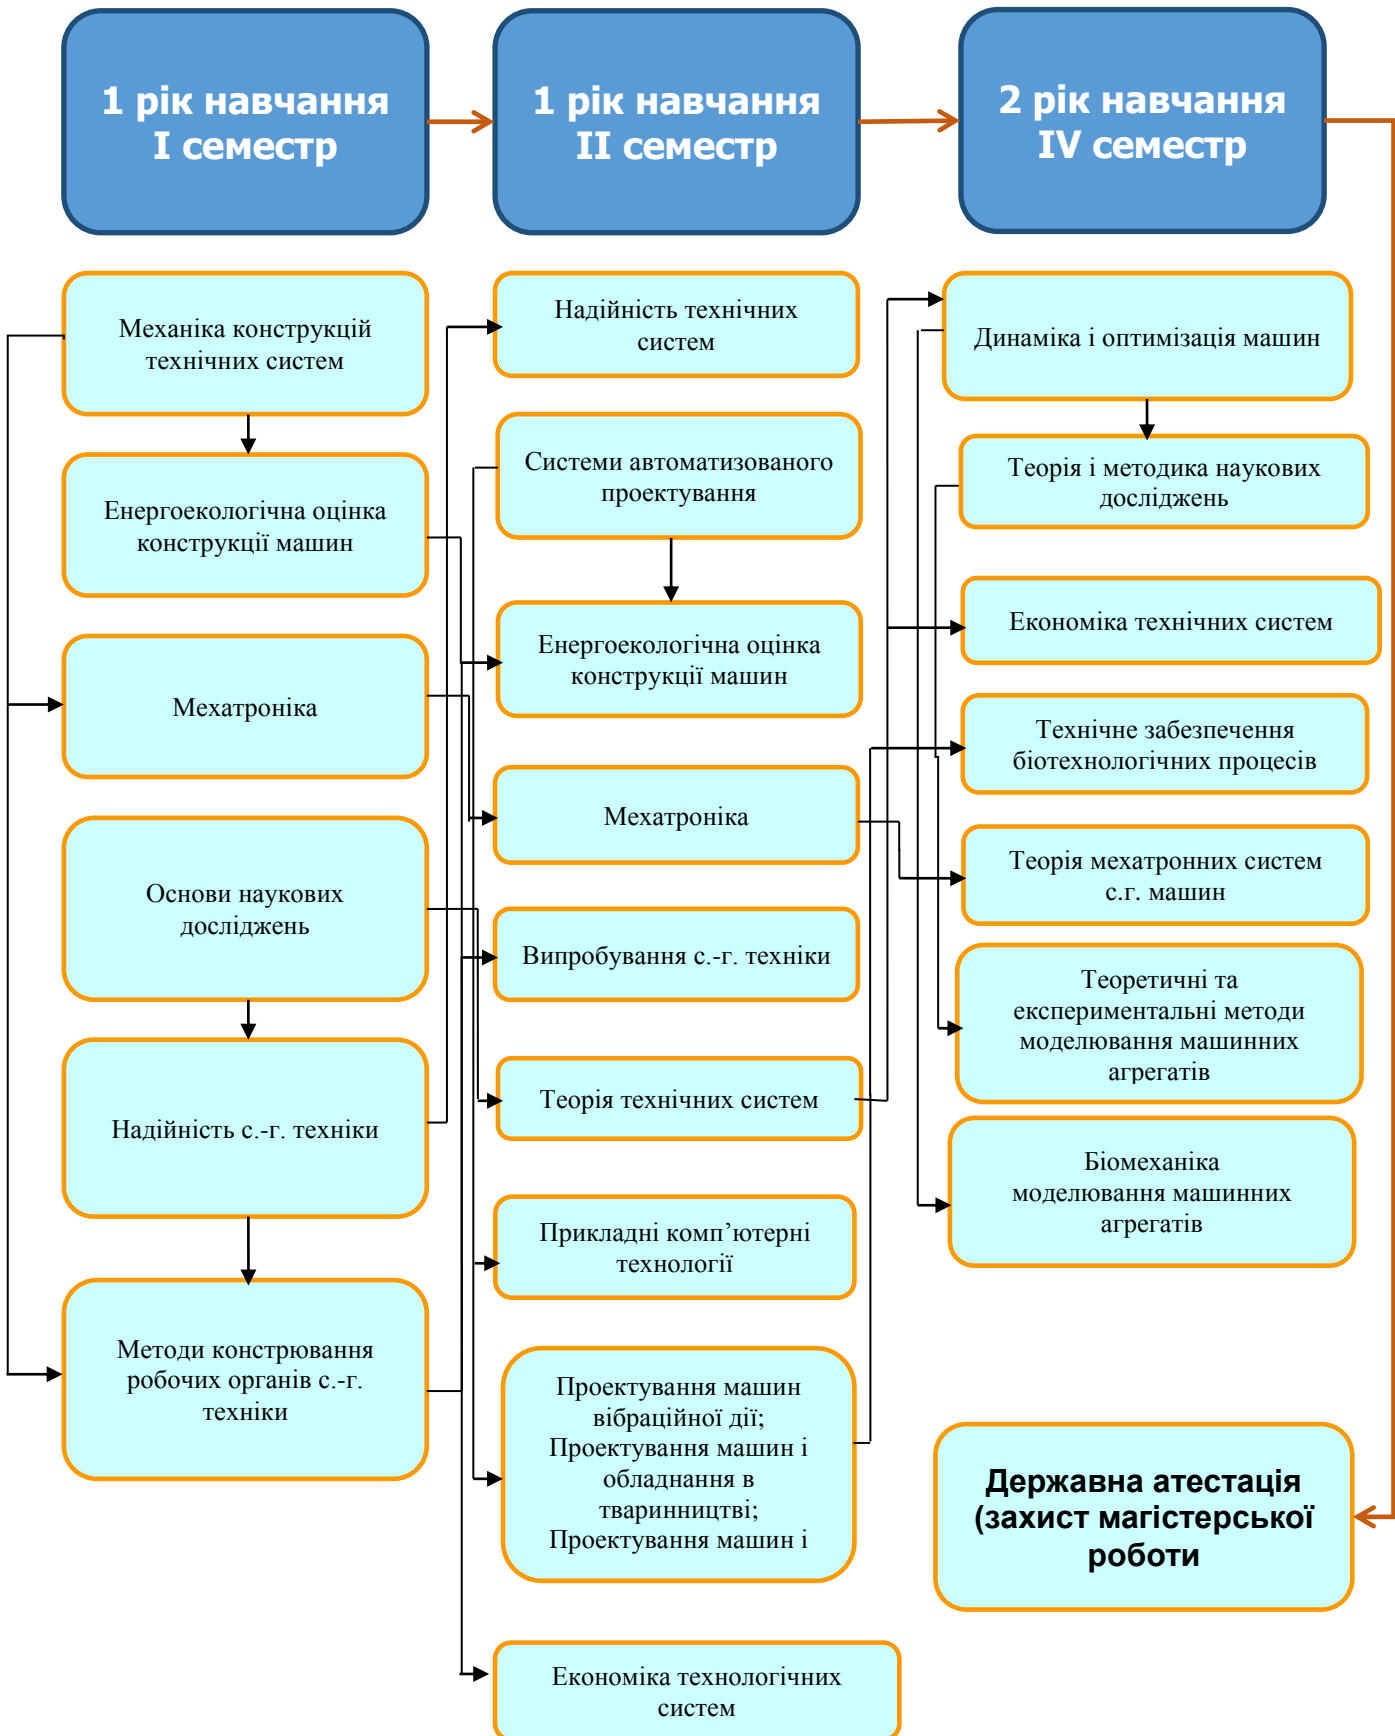 1 рік навчання
I семестр
1 рік навчання
II семестр
2 рік навчання
IV семестр
Механіка конструкцій
технічних систем
Енергоекологічна оцінка
конструкції машин
Мехатроніка
Основи наукових
досліджень
Надійність с.-г. техніки
Методи констрювання
робочих органів с.-г.
техніки
Надійність технічних
систем
Системи автоматизованого
проектування
Енергоекологічна оцінка
конструкції машин
Мехатроніка
Випробування с.-г. техніки
Теорія технічних систем
Прикладні комп’ютерні
технології
Проектування машин
вібраційної дії;
Проектування машин і
обладнання в
тваринництві;
Проектування машин і
Економіка технологічних
систем
Динаміка і оптимізація машин
Теорія і методика наукових
досліджень
Економіка технічних систем
Технічне забезпечення
біотехнологічних процесів
Теорія мехатронних систем
с.г. машин
Теоретичні та
експериментальні методи
моделювання машинних
агрегатів
Біомеханіка
моделювання машинних
агрегатів
Державна атестація
(захист магістерської
роботи